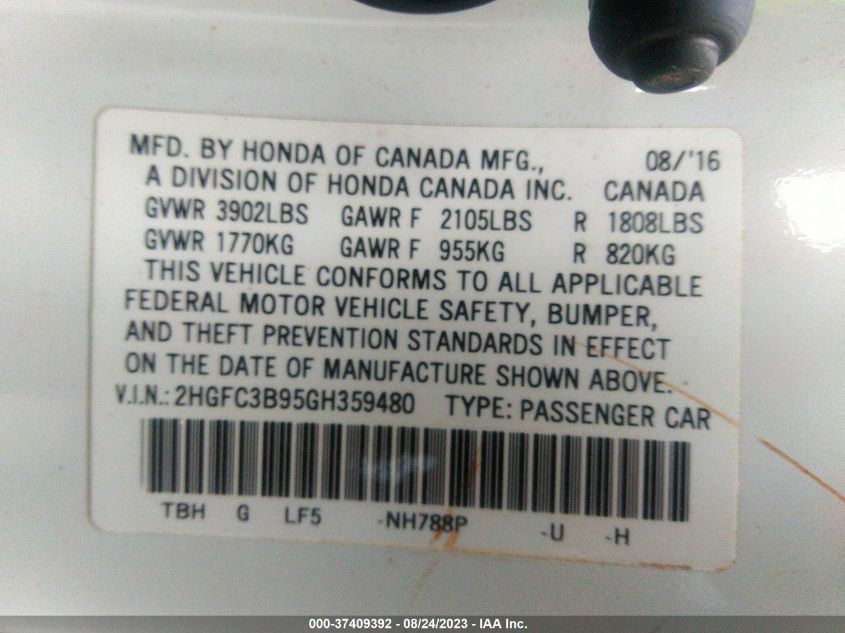 MFD. BY HONDA OF CANADA MFG., 08/'16
A DIVISION OF HONDA CANADA INC. CANADA
GVWR 3902LBS GAWR F 2105LBS R 1808LBS
GVWR 1770KG GAWR F 955KG R 820KG
THIS VEHICLE CONFORMS TO ALL APPLICABLE
FEDERAL MOTOR VEHICLE SAFETY, BUMPER,
AND THEFT PREVENTION STANDARDS IN EFFECT
ON THE DATE OF MANUFACTURE SHOWN ABOVE.
V.I.N.: 2HGFC3B95GH359480 TYPE: PASSENGER CAR
TBH G LF5 -NH788P -U -H
000-37409392 - 08/24/2023 - IAA Inc.